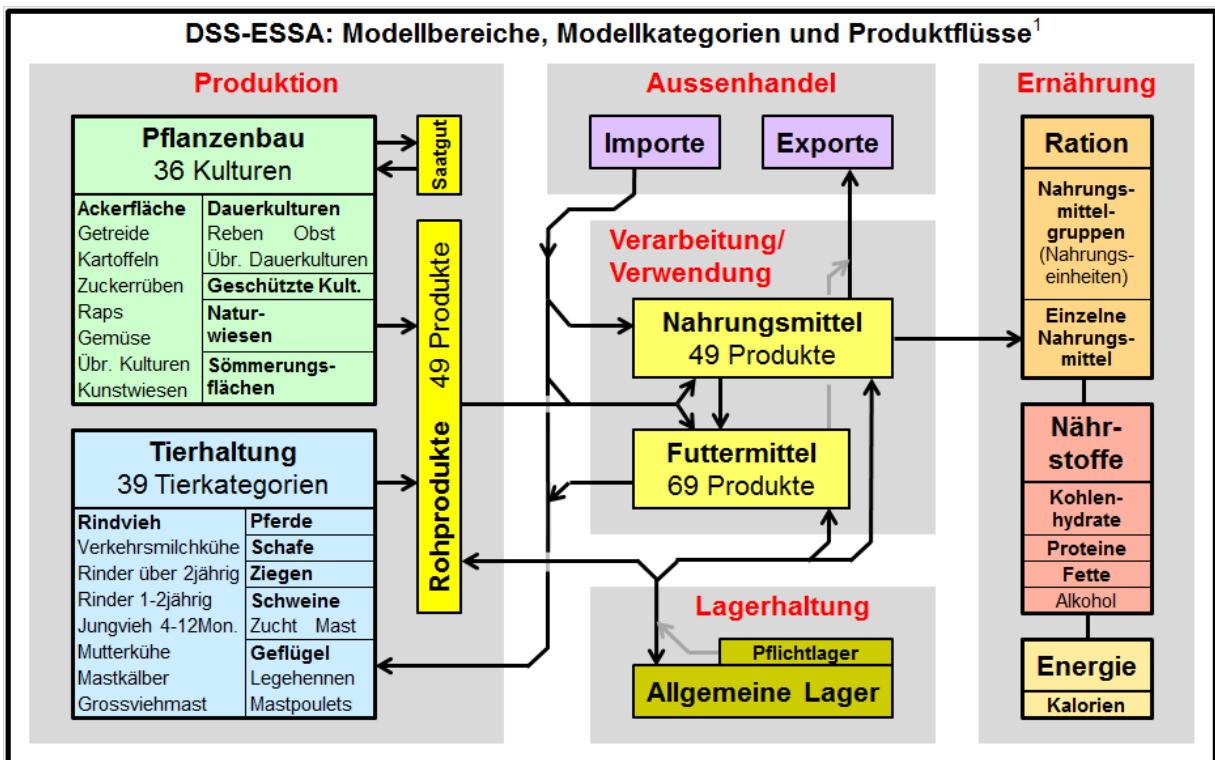 DSS-ESSA: Modellbereiche, Modellkategorien und Produktflüsse¹
Produktion
Pflanzenbau
36 Kulturen
Ackerfläche
Getreide
Kartoffeln
Zuckerrüben
Raps
Gemüse
Übr. Kulturen
Kunstwiesen
Dauerkulturen
Reben Obst
Übr. Dauerkulturen
Geschützte Kult.
Natur-
wiesen
Sömmerungs-
flächen
Saatgut
Rohprodukte 49 Produkte
Tierhaltung
39 Tierkategorien
Rindvieh
Verkehrsmilchkühe
Rinder über 2jährig
Rinder 1-2jährig
Jungvieh 4-12Mon.
Mutterkühe
Mastkälber
Grossviehmast
Pferde
Schafe
Ziegen
Schweine
Zucht Mast
Geflügel
Legehennen
Mastpoulets
Aussenhandel
Importe
Exporte
Verarbeitung/
Verwendung
Nahrungsmittel
49 Produkte
Futtermittel
69 Produkte
Lagerhaltung
Pflichtlager
Allgemeine Lager
Ernährung
Ration
Nahrungs-
mittel-
gruppen
(Nahrungs-
einheiten)
Einzelne
Nahrungs-
mittel
Nähr-
stoffe
Kohlen-
hydrate
Proteine
Fette
Alkohol
Energie
Kalorien